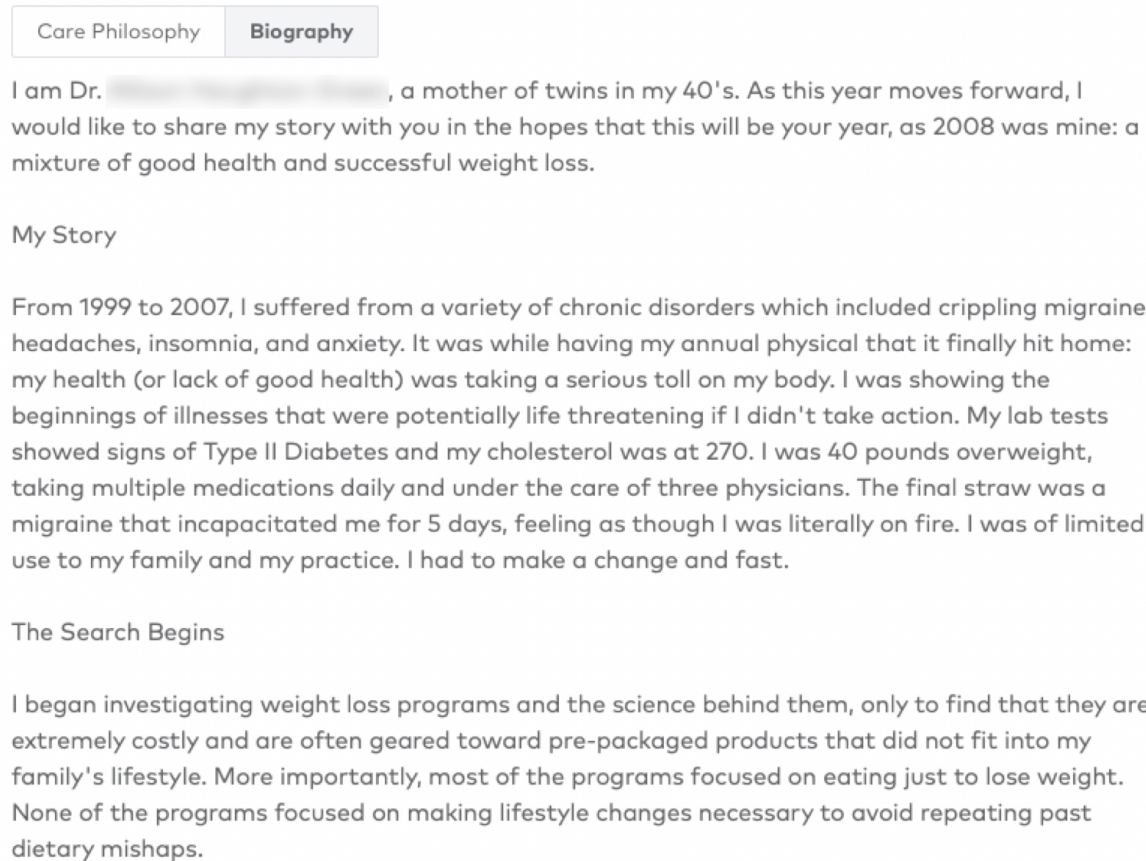 Care Philosophy
Biography
I am Dr. , a mother of twins in my 40's. As this year moves forward, I
would like to share my story with you in the hopes that this will be your year, as 2008 was mine: a
mixture of good health and successful weight loss.
My Story
From 1999 to 2007, I suffered from a variety of chronic disorders which included crippling migraine
headaches, insomnia, and anxiety. It was while having my annual physical that it finally hit home:
my health (or lack of good health) was taking a serious toll on my body. I was showing the
beginnings of illnesses that were potentially life threatening if I didn't take action. My lab tests
showed signs of Type II Diabetes and my cholesterol was at 270. I was 40 pounds overweight,
taking multiple medications daily and under the care of three physicians. The final straw was a
migraine that incapacitated me for 5 days, feeling as though I was literally on fire. I was of limited
use to my family and my practice. I had to make a change and fast.
The Search Begins
I began investigating weight loss programs and the science behind them, only to find that they are
extremely costly and are often geared toward pre-packaged products that did not fit into my
family's lifestyle. More importantly, most of the programs focused on eating just to lose weight.
None of the programs focused on making lifestyle changes necessary to avoid repeating past
dietary mishaps.